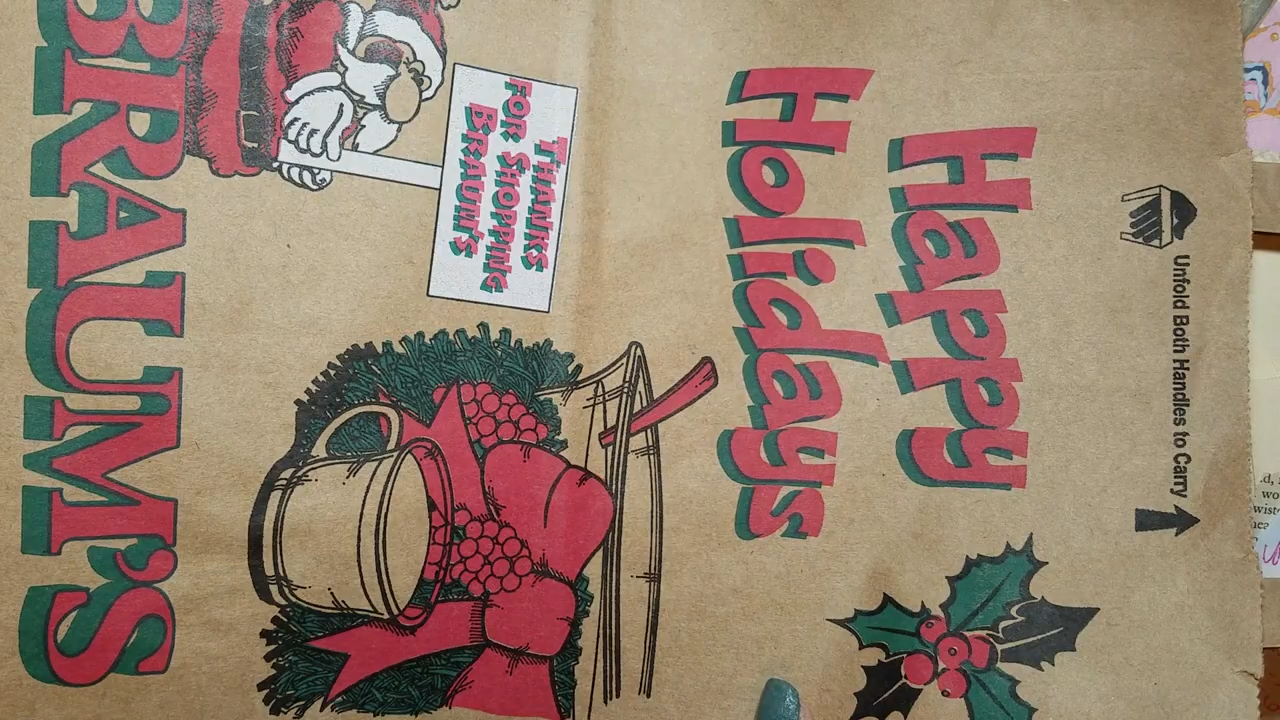 Unfold Both Handles to Carry
Happy
Holidays
THANKS
FOR SHOPPING
BRAUM'S
BRAUM'S